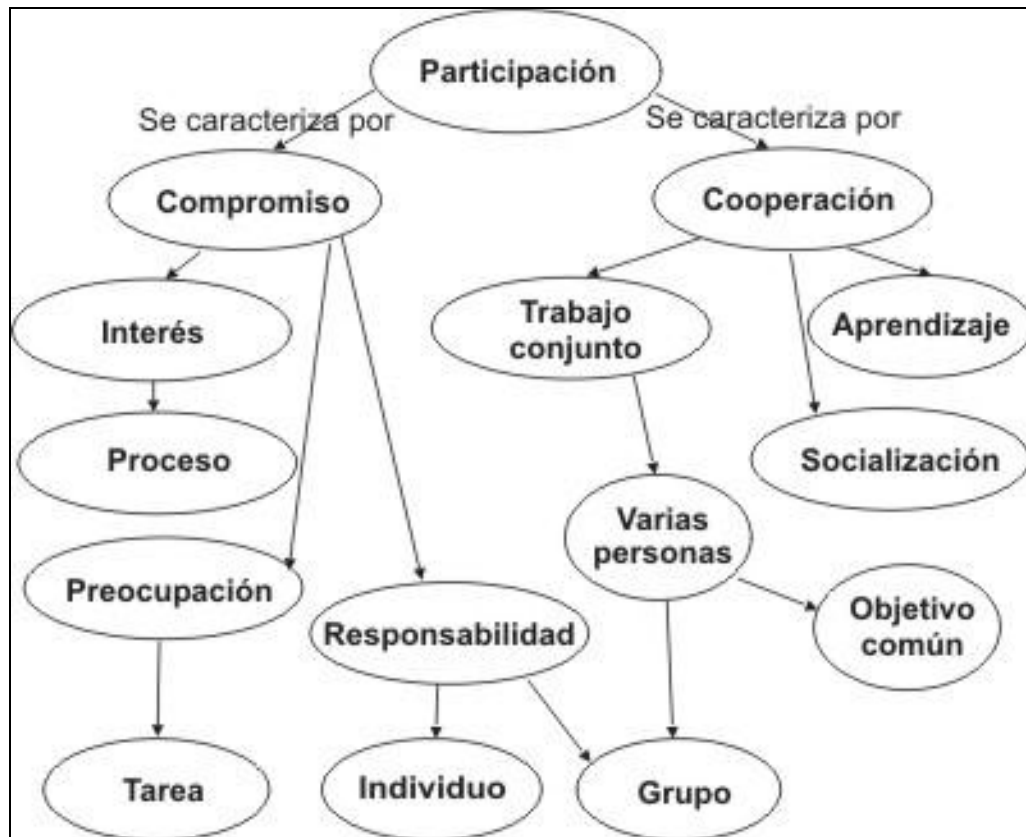 Participación
Se caracteriza por
Se caracteriza por
Compromiso
Cooperación
Interés
Trabajo
conjunto
Aprendizaje
Proceso
Socialización
Varias
personas
Preocupación
Responsabilidad
Objetivo
común
Tarea
Individuo
Grupo